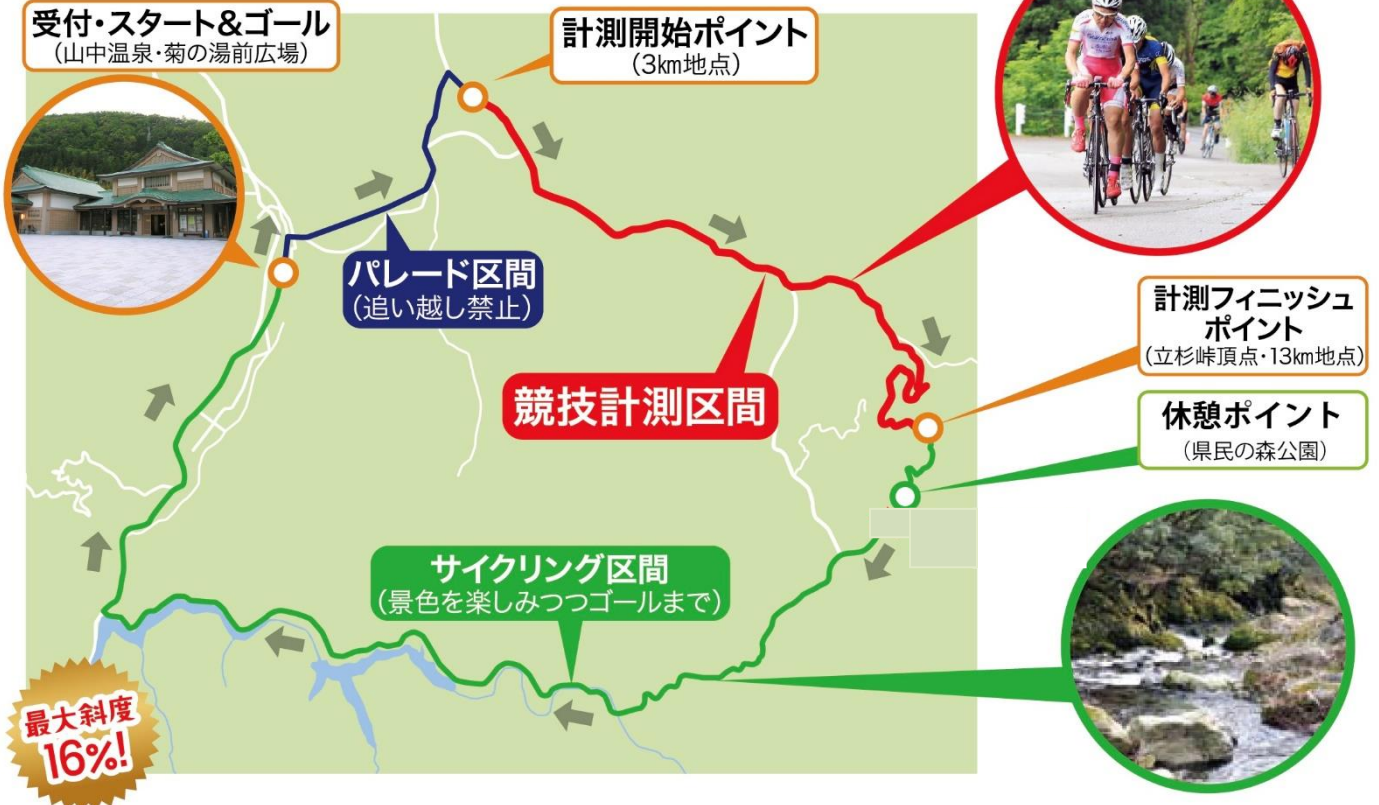 受付・スタート&ゴール
(山中温泉・菊の湯前広場)
計測開始ポイント
(3km地点)
パレード区間
(追い越し禁止)
競技計測区間
計測フィニッシュ
ポイント
(立杉峠頂点・13km地点)
休憩ポイント
(県民の森公園)
サイクリング区間
(景色を楽しみつつゴールまで)
最大斜度
16%!